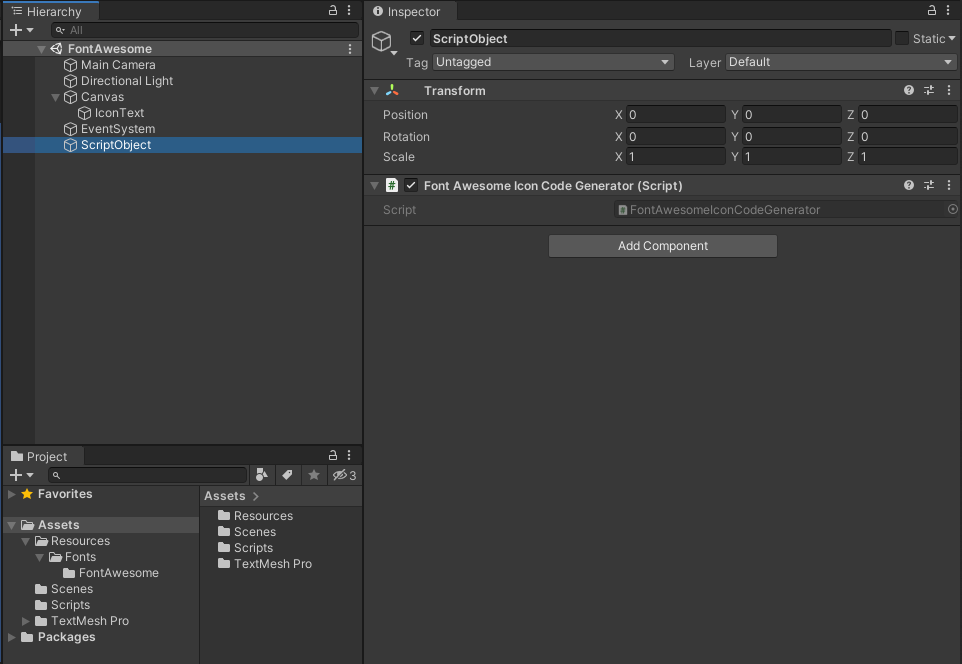 Hierarchy
All
FontAwesome
Main Camera
Directional Light
Canvas
IconText
EventSystem
ScriptObject
Project
3
Favorites
Assets
Resources
Fonts
FontAwesome
Scenes
Scripts
TextMesh Pro
Packages
Assets
Resources
Scenes
Scripts
TextMesh Pro
Inspector
ScriptObject Static
Tag Untagged Layer Default
Transform
Position X 0 Y 0 Z 0
Rotation X 0 Y 0 Z 0
Scale X 1 Y 1 Z 1
# Font Awesome Icon Code Generator (Script)
Script FontAwesomeIconCodeGenerator
Add Component